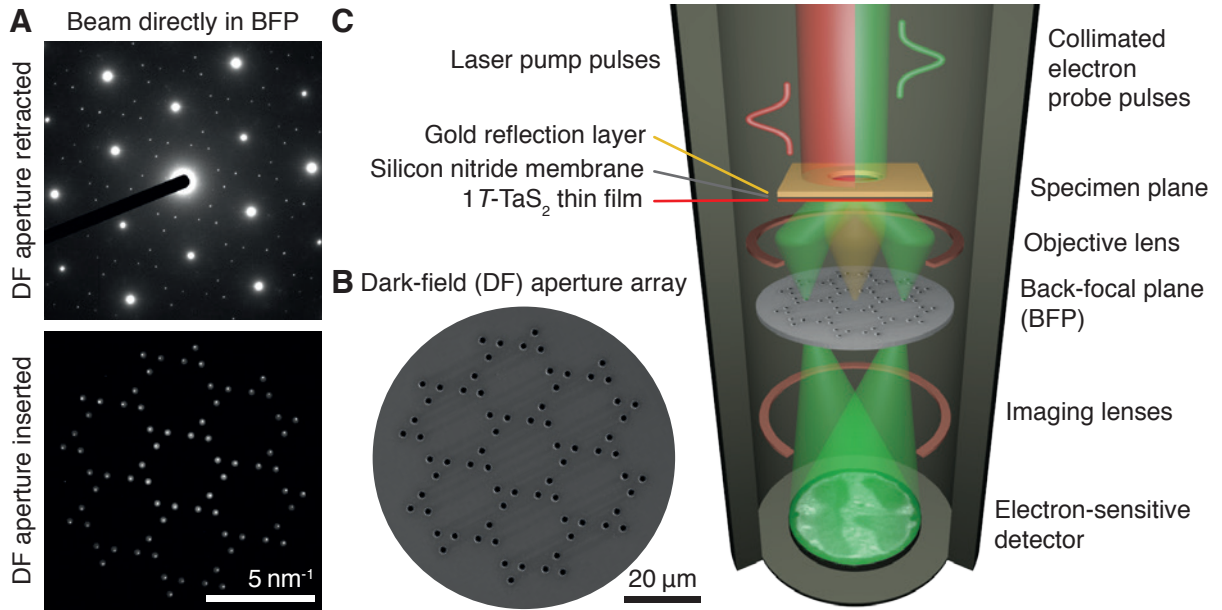 A
Beam directly in BFP
DF aperture retracted
DF aperture inserted
5 nm⁻¹
B Dark-field (DF) aperture array
20 µm
C
Laser pump pulses
Gold reflection layer
Silicon nitride membrane
1T-TaS₂ thin film
Collimated
electron
probe pulses
Specimen plane
Objective lens
Back-focal plane
(BFP)
Imaging lenses
Electron-sensitive
detector